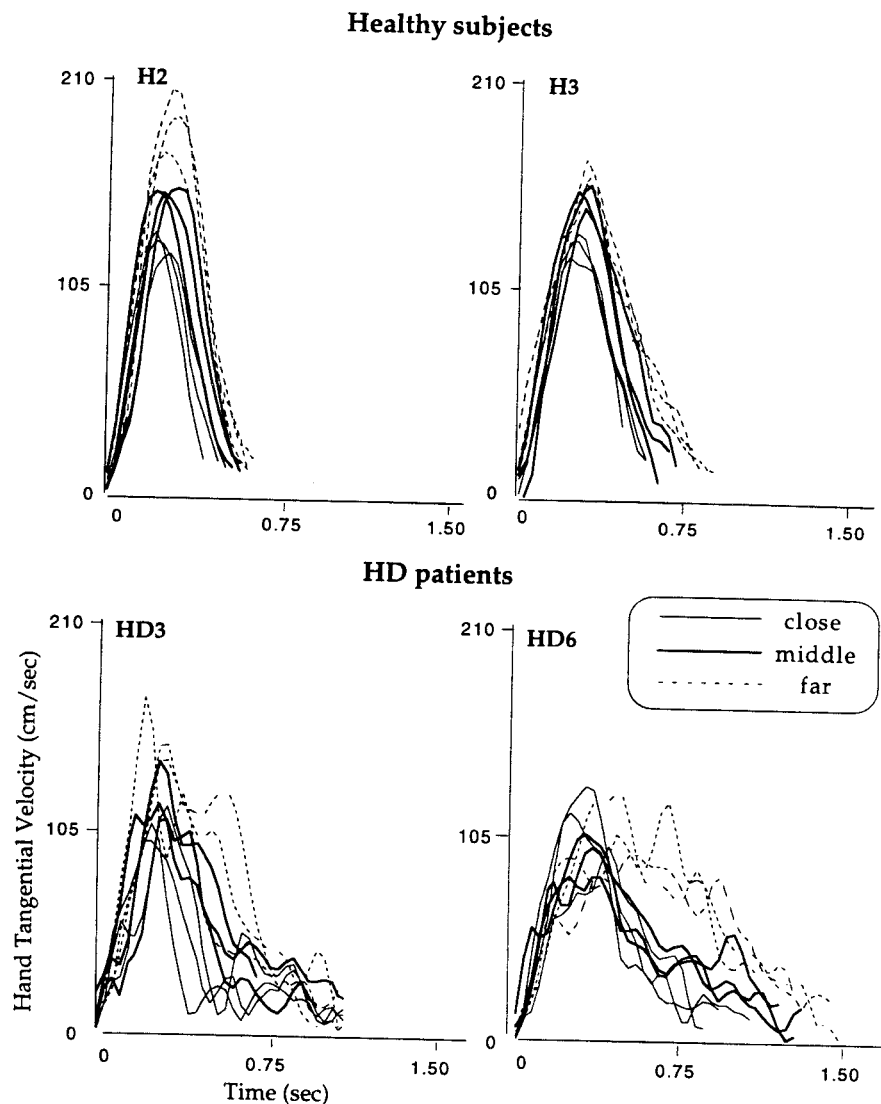 Healthy subjects
H2
H3
210
105
0
0
0.75
1.50
210
105
0
0
0.75
1.50
HD patients
HD3
HD6
close
middle
far
Hand Tangential Velocity (cm/sec)
210
105
0
0
0.75
1.50
Time (sec)
210
105
0
0
0.75
1.50